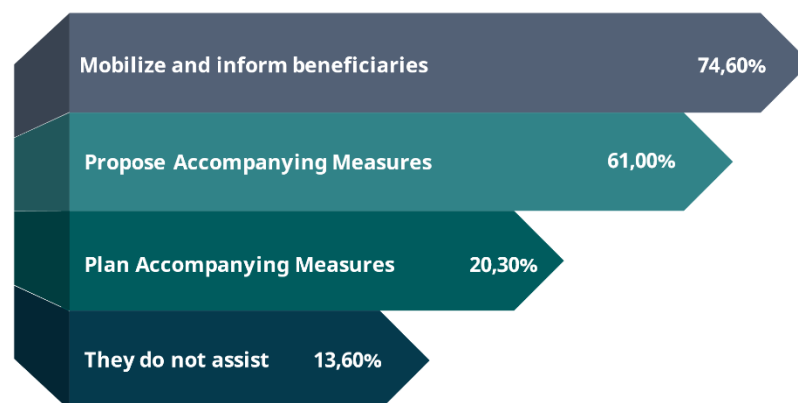 Mobilize and inform beneficiaries 74,60%
Propose Accompanying Measures 61,00%
Plan Accompanying Measures 20,30%
They do not assist 13,60%